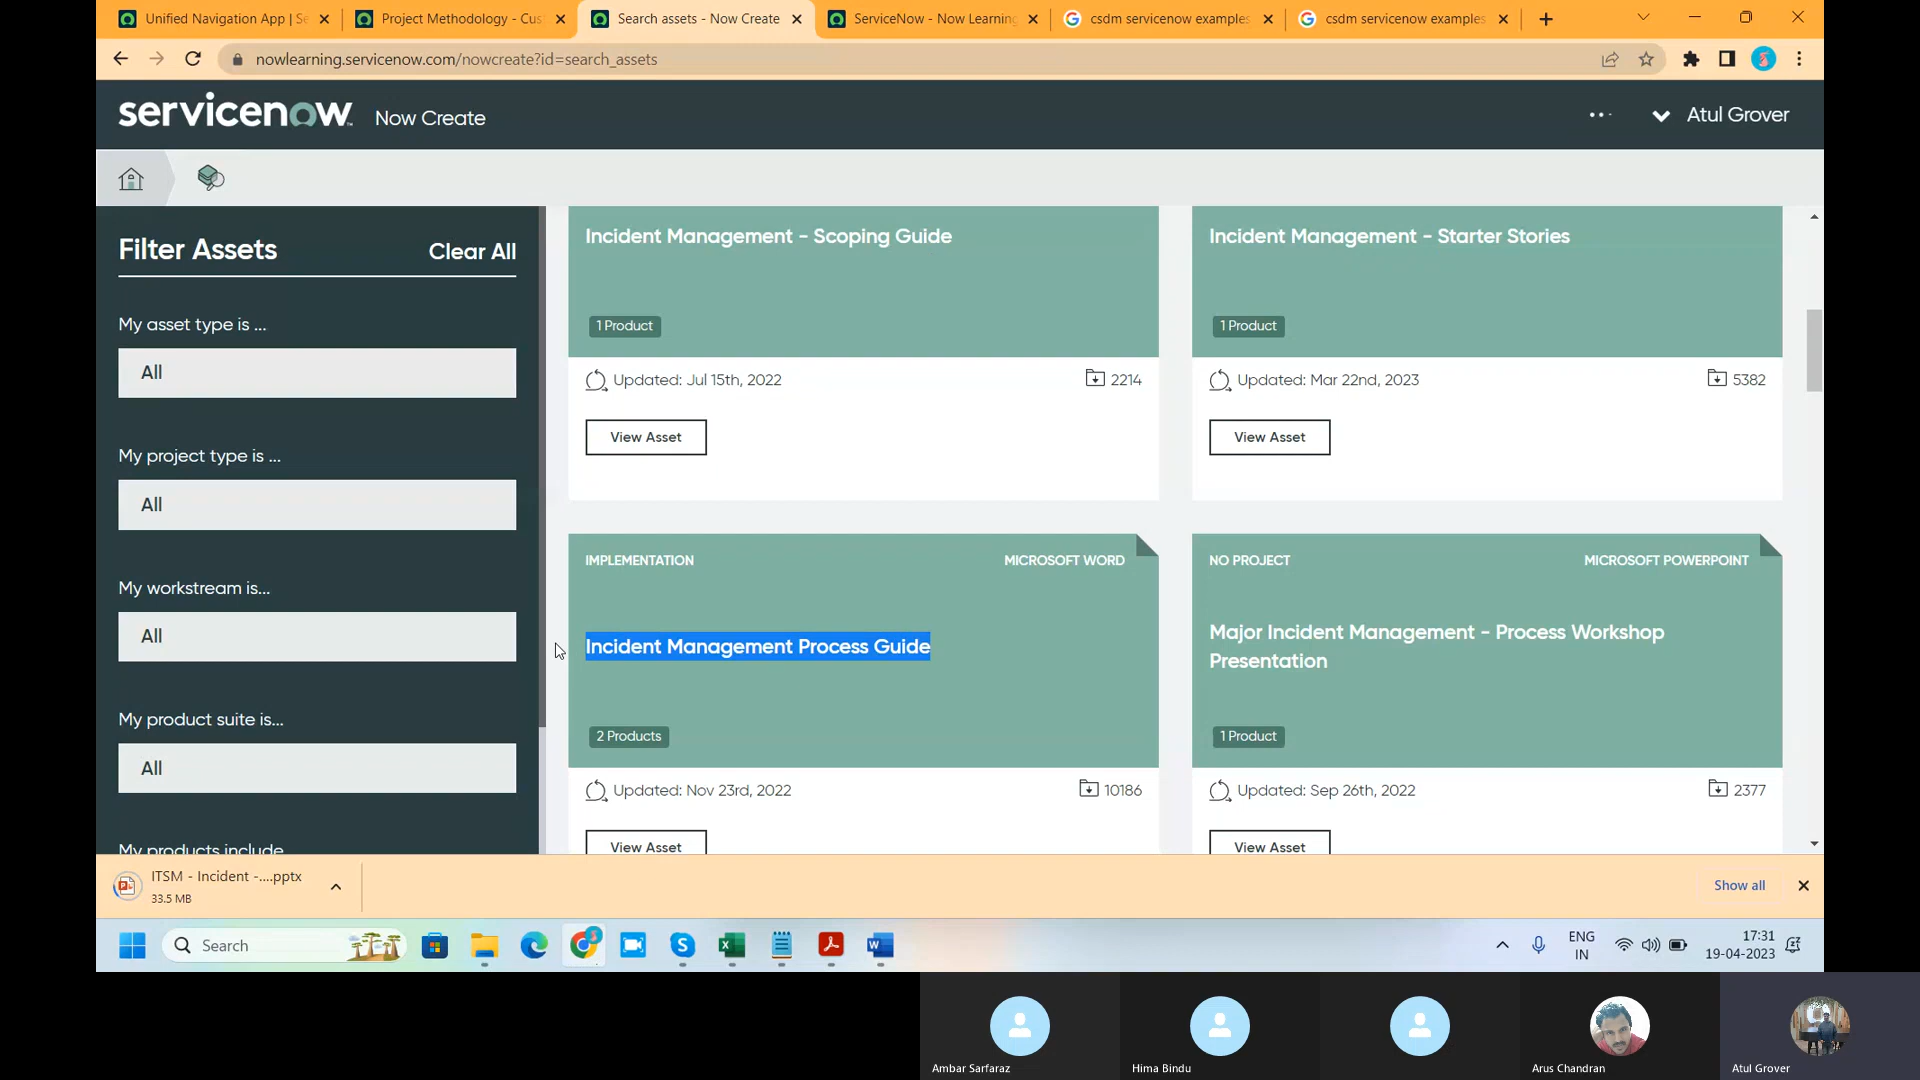 Unified Navigation App | Se
Project Methodology - Cus
Search assets - Now Create
ServiceNow - Now Learning
csdm servicenow examples
csdm servicenow examples
nowlearning.servicenow.com/nowcreate?id=search_assets
servicenow
Now Create
Atul Grover
Filter Assets
Clear All
My asset type is ...
All
My project type is ...
All
My workstream is...
All
My product suite is...
All
My products include
Incident Management - Scoping Guide
1 Product
Updated: Jul 15th, 2022
2214
View Asset
Incident Management - Starter Stories
1 Product
Updated: Mar 22nd, 2023
5382
View Asset
IMPLEMENTATION
MICROSOFT WORD
Incident Management Process Guide
2 Products
Updated: Nov 23rd, 2022
10186
View Asset
NO PROJECT
MICROSOFT POWERPOINT
Major Incident Management - Process Workshop
Presentation
1 Product
Updated: Sep 26th, 2022
2377
View Asset
ITSM - Incident -....pptx
33.5 MB
Show all
Search
ENG
IN
17:31
19-04-2023
Ambar Sarfaraz
Hima Bindu
Arus Chandran
Atul Grover